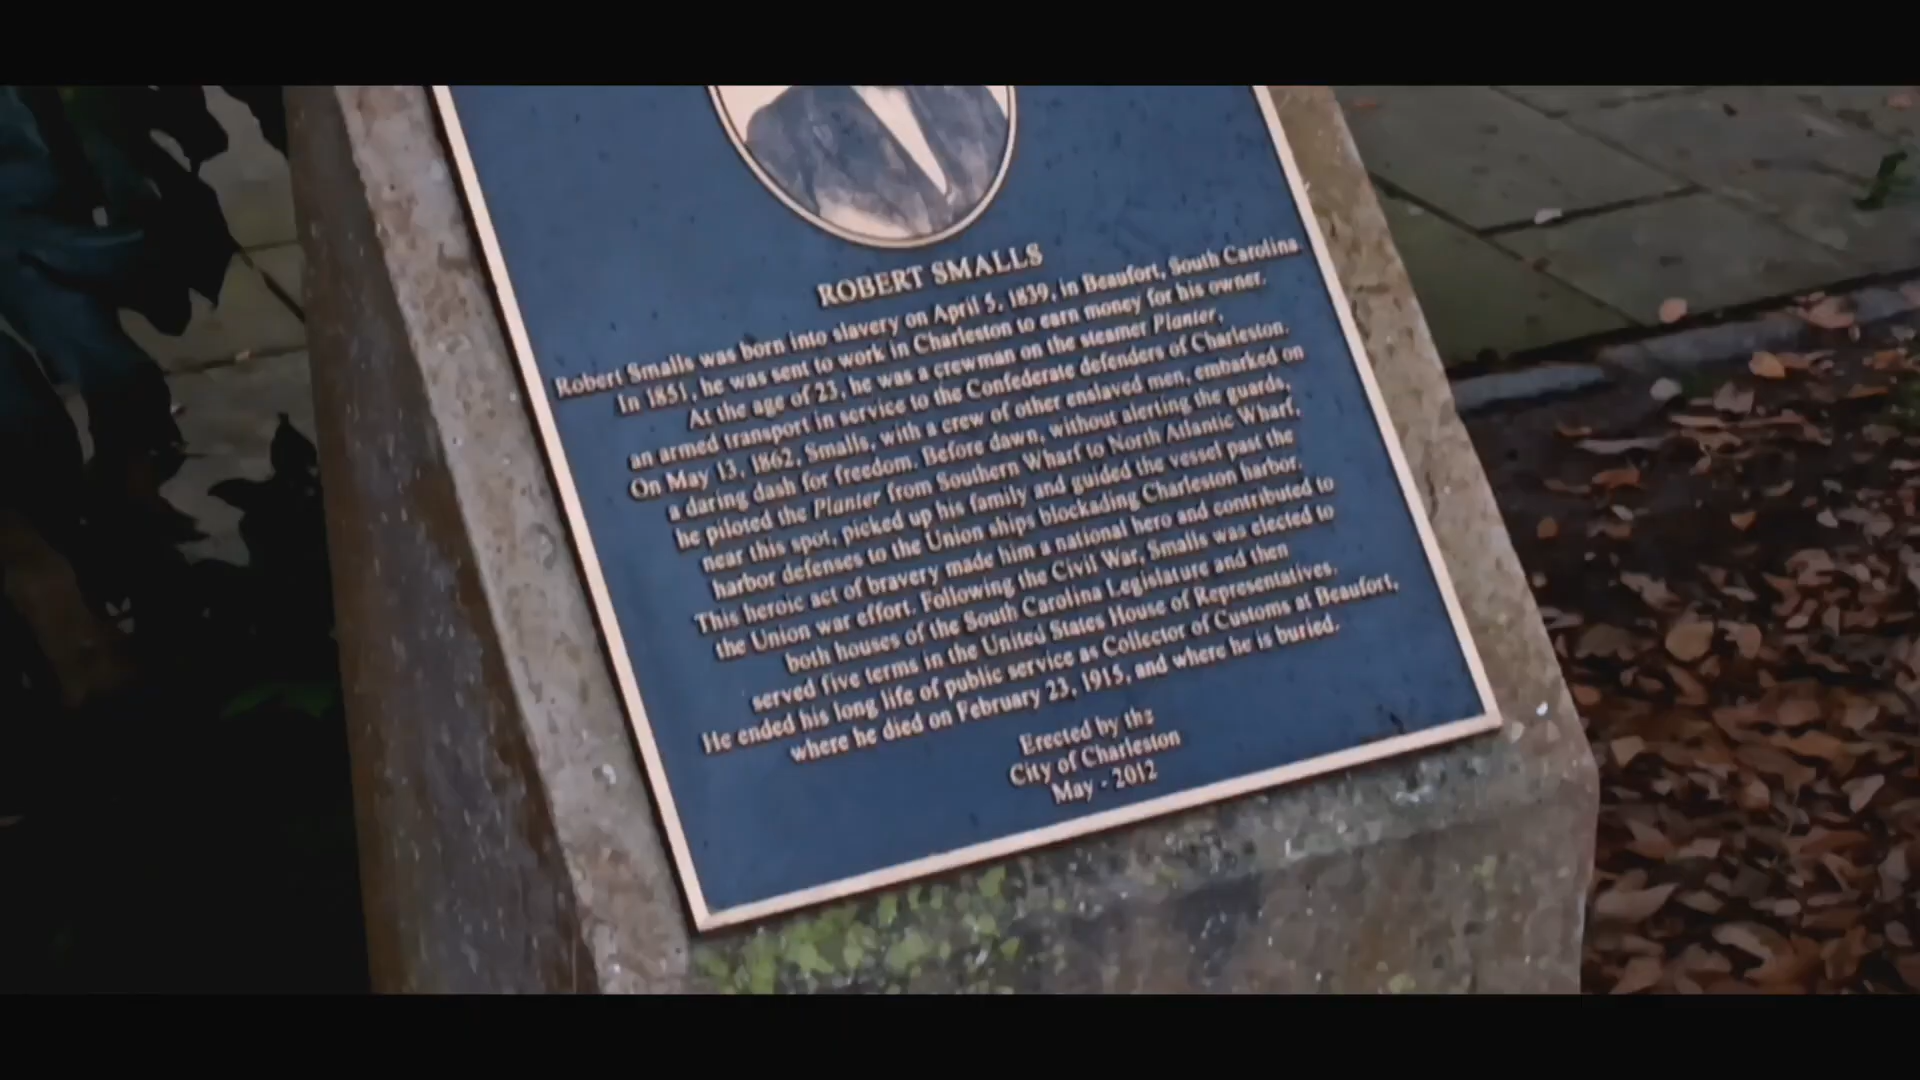 ROBERT SMALLS
Robert Smalls was born into slavery on April 5, 1839, in Beaufort, South Carolina.
In 1851, he was sent to work in Charleston to earn money for his owner.
At the age of 23, he was a crewman on the steamer Planter,
an armed transport in service to the Confederate defenders of Charleston.
On May 13, 1862, Smalls, with a crew of other enslaved men, embarked on
a daring dash for freedom. Before dawn, without alerting the guards,
he piloted the Planter from Southern Wharf to North Atlantic Wharf,
near this spot, picked up his family and guided the vessel past the
harbor defenses to the Union ships blockading Charleston harbor.
This heroic act of bravery made him a national hero and contributed to
the Union war effort. Following the Civil War, Smalls was elected to
both houses of the South Carolina Legislature and then
served five terms in the United States House of Representatives.
He ended his long life of public service as Collector of Customs at Beaufort,
where he died on February 23, 1915, and where he is buried.
Erected by the
City of Charleston
May - 2012